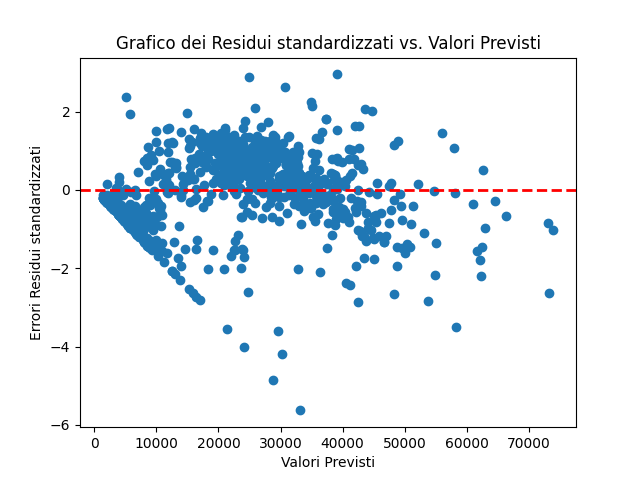 Grafico dei Residui standardizzati vs. Valori Previsti
Errori Residui standardizzati
2
0
−2
−4
−6
0 10000 20000 30000 40000 50000 60000 70000
Valori Previsti